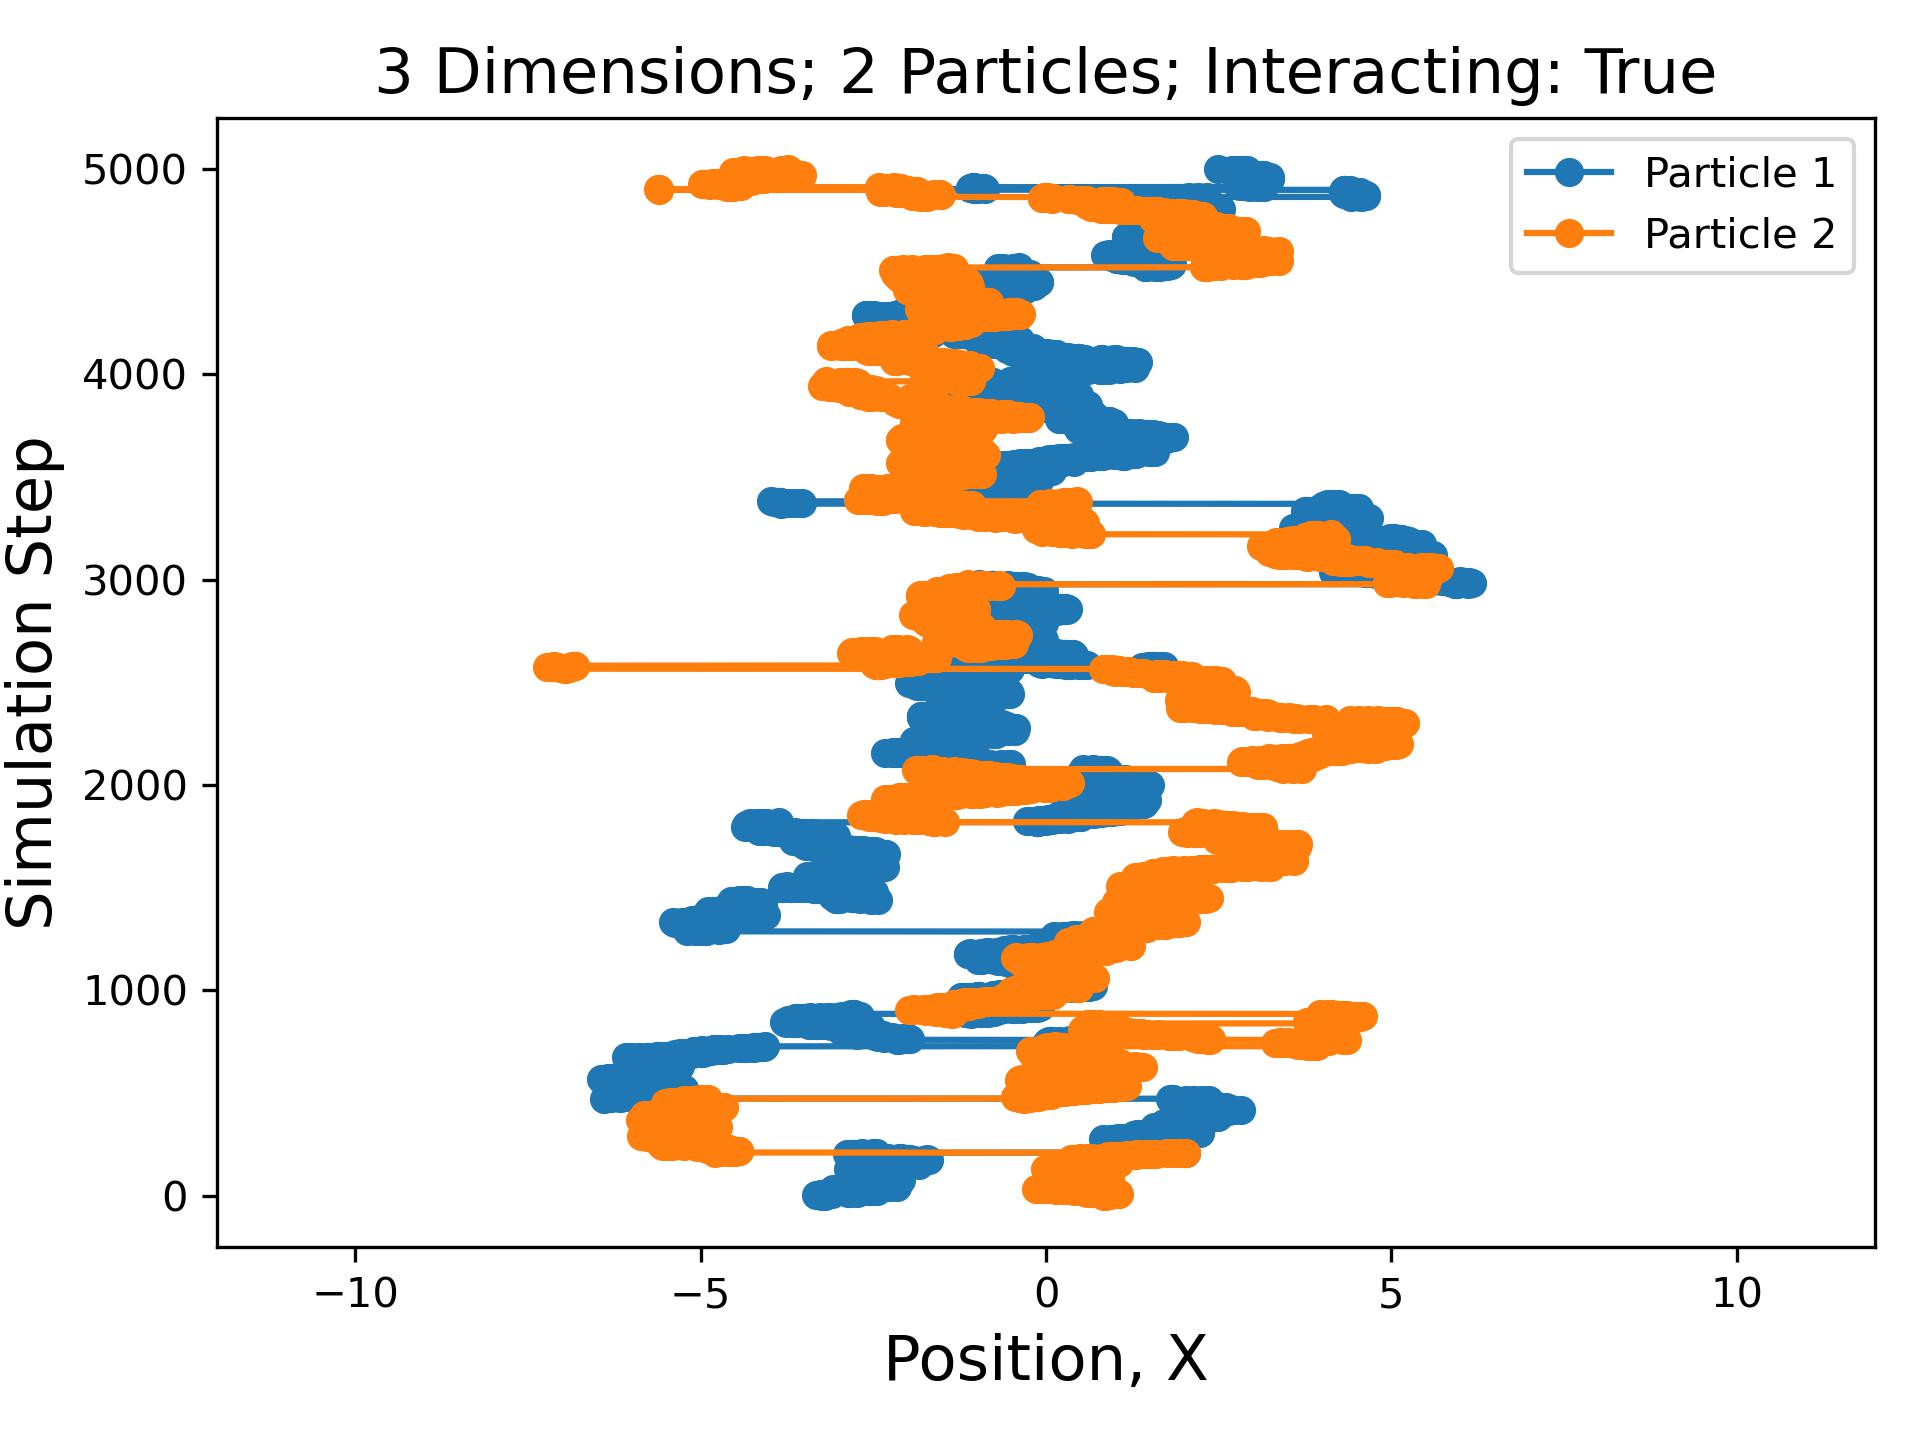 3 Dimensions; 2 Particles; Interacting: True
Particle 1
Particle 2
Simulation Step
5000
4000
3000
2000
1000
0
−10
−5
0
5
10
Position, X